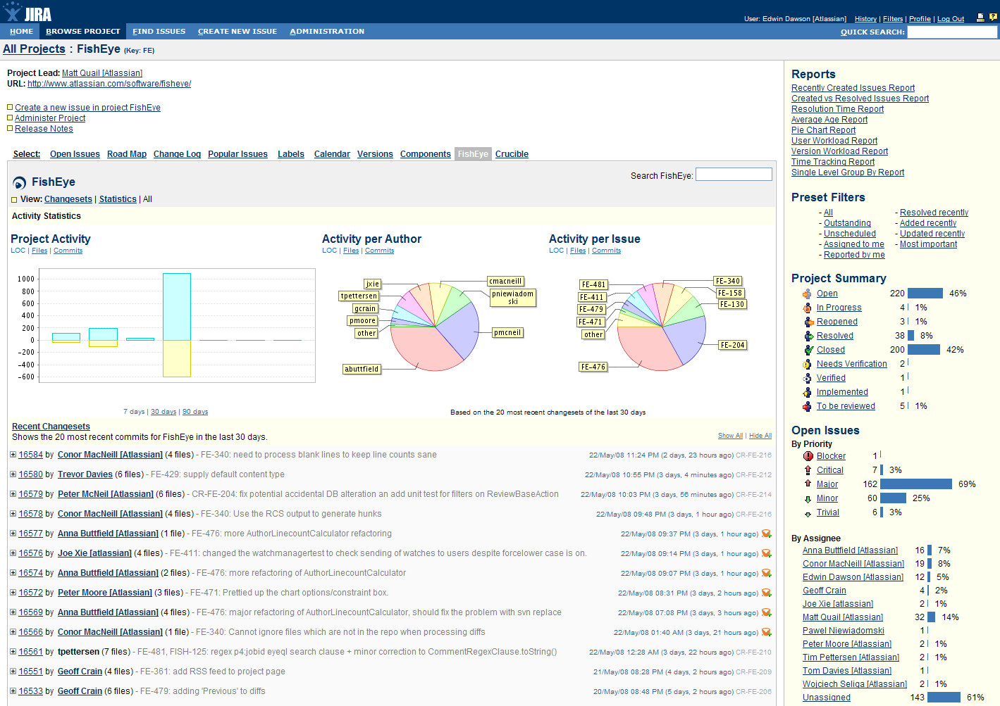 JIRA
User: Edwin Dawson [Atlassian] History | Filters | Profile | Log Out
HOME BROWSE PROJECT FIND ISSUES CREATE NEW ISSUE ADMINISTRATION QUICK SEARCH:
All Projects : FishEye (Key: FE)
Project Lead: Matt Quail [Atlassian]
URL: http://www.atlassian.com/software/fisheye/
Create a new issue in project FishEye
Administer Project
Release Notes
Select: Open Issues Road Map Change Log Popular Issues Labels Calendar Versions Components FishEye Crucible
FishEye
Search FishEye:
View: Changesets | Statistics | All
Activity Statistics
Project Activity
LOC | Files | Commits
1000
800
600
400
200
0
-200
-400
-600
7 days | 30 days | 90 days
Activity per Author
LOC | Files | Commits
jxie
tpettersen
gcrain
pmoore
other
abuttfield
cmacneill
pniewiadom
ski
pmcneil
Activity per Issue
LOC | Files | Commits
FE-481
FE-411
FE-479
FE-471
other
FE-476
FE-340
FE-158
FE-130
FE-204
Based on the 20 most recent changesets of the last 30 days
Recent Changesets
Shows the 20 most recent commits for FishEye in the last 30 days.
Show All | Hide All
16584 by Conor MacNeill [Atlassian] (4 files) - FE-340: need to process blank lines to keep line counts sane 22/May/08 11:24 PM (2 days, 23 hours ago) CR-FE-216
16580 by Trevor Davies (6 files) - FE-429: supply default content type 22/May/08 10:55 PM (3 days, 4 minutes ago) CR-FE-212
16579 by Peter McNeil [Atlassian] (6 files) - CR-FE-204: fix potential accidental DB alteration an add unit test for filters on ReviewBaseAction 22/May/08 10:03 PM (3 days, 56 minutes ago) CR-FE-214
16578 by Conor MacNeill [Atlassian] (4 files) - FE-340: Use the RCS output to generate hunks 22/May/08 09:48 PM (3 days, 1 hour ago) CR-FE-216
16577 by Anna Buttfield [Atlassian] (1 file) - FE-476: more AuthorLinecountCalculator refactoring 22/May/08 09:37 PM (3 days, 1 hour ago)
16576 by Joe Xie [atlassian] (4 files) - FE-411: changed the watchmanagertest to check sending of watches to users despite forcelower case is on. 22/May/08 09:14 PM (3 days, 1 hour ago)
16574 by Anna Buttfield [Atlassian] (2 files) - FE-476: more refactoring of AuthorLinecountCalculator 22/May/08 09:07 PM (3 days, 1 hour ago)
16572 by Peter Moore [Atlassian] (3 files) - FE-471: Prettied up the chart options/constraint box. 22/May/08 08:31 PM (3 days, 2 hours ago)
16569 by Anna Buttfield [Atlassian] (4 files) - FE-476: major refactoring of AuthorLinecountCalculator, should fix the problem with svn replace 22/May/08 07:08 PM (3 days, 3 hours ago)
16566 by Conor MacNeill [Atlassian] (1 file) - FE-340: Cannot ignore files which are not in the repo when processing diffs 22/May/08 01:40 AM (3 days, 21 hours ago)
16561 by tpettersen (7 files) - FE-481, FISH-125: regex p4:jobid eyeql search clause + minor correction to CommentRegexClause.toString() 22/May/08 12:28 AM (3 days, 22 hours ago) CR-FE-210
16551 by Geoff Crain (4 files) - FE-361: add RSS feed to project page 21/May/08 08:28 PM (4 days, 2 hours ago) CR-FE-209
16533 by Geoff Crain (6 files) - FE-479: adding 'Previous' to diffs 20/May/08 08:48 PM (5 days, 2 hours ago) CR-FE-206
Reports
Recently Created Issues Report
Created vs Resolved Issues Report
Resolution Time Report
Average Age Report
Pie Chart Report
User Workload Report
Version Workload Report
Time Tracking Report
Single Level Group By Report
Preset Filters
- All - Resolved recently
- Outstanding - Added recently
- Unscheduled - Updated recently
- Assigned to me - Most important
- Reported by me
Project Summary
Open 220 46%
In Progress 4 1%
Reopened 3 1%
Resolved 38 8%
Closed 200 42%
Needs Verification 2
Verified 1
Implemented 1
To be reviewed 5 1%
Open Issues
By Priority
Blocker 1
Critical 7 3%
Major 162 69%
Minor 60 25%
Trivial 6 3%
By Assignee
Anna Buttfield [Atlassian] 16 7%
Conor MacNeill [Atlassian] 19 8%
Edwin Dawson [Atlassian] 12 5%
Geoff Crain 4 2%
Joe Xie [atlassian] 2 1%
Matt Quail [Atlassian] 32 14%
Pawel Niewiadomski 1
Peter Moore [Atlassian] 2 1%
Tim Pettersen [Atlassian] 2 1%
Tom Davies [Atlassian] 1
Wojciech Seliga [Atlassian] 2 1%
Unassigned 143 61%